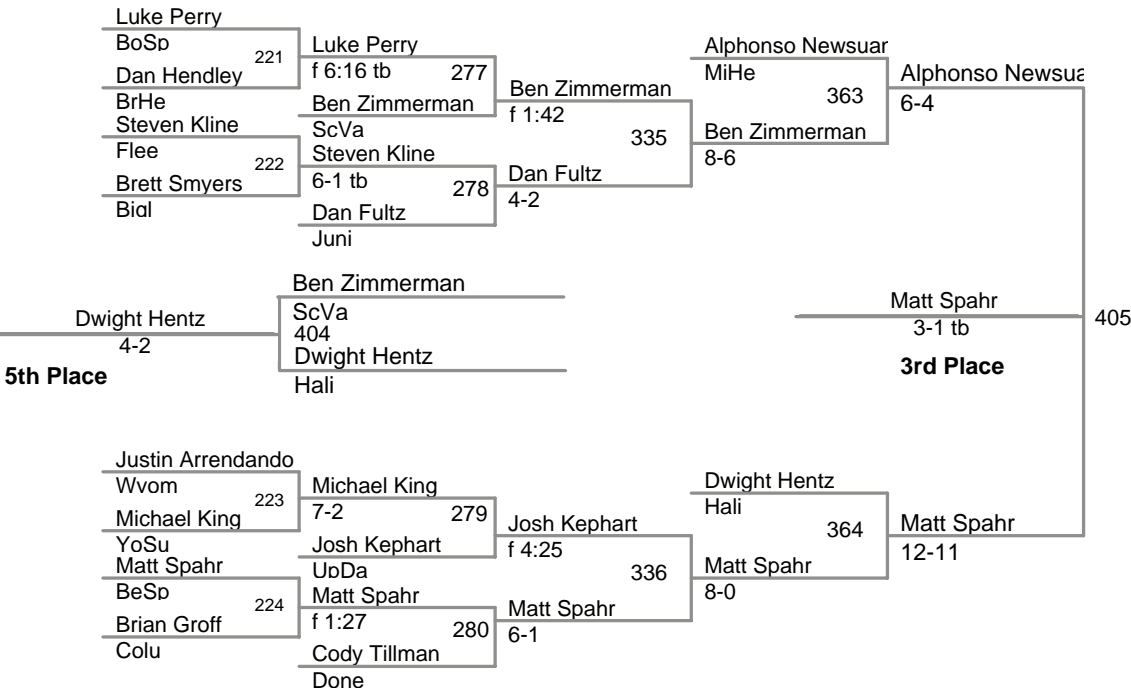 Luke Perry
BoSp
221
Dan Hendley
BrHe
Steven Kline
Flee
222
Brett Smyers
Bigl
Luke Perry
f 6:16 tb
277
Ben Zimmerman
ScVa
Steven Kline
6-1 tb
278
Dan Fultz
Juni
Ben Zimmerman
f 1:42
335
Dan Fultz
4-2
Alphonso Newsuar
MiHe
363
Ben Zimmerman
8-6
Alphonso Newsua
6-4
Ben Zimmerman
ScVa
404
Dwight Hentz
Hali
Dwight Hentz
4-2
5th Place
Matt Spahr
3-1 tb
3rd Place
405
Justin Arrendando
Wyom
223
Michael King
YoSu
Matt Spahr
BeSp
224
Brian Groff
Colu
Michael King
7-2
279
Josh Kephart
UpDa
Matt Spahr
f 1:27
280
Cody Tillman
Done
Josh Kephart
f 4:25
336
Matt Spahr
6-1
Dwight Hentz
Hali
364
Matt Spahr
8-0
Matt Spahr
12-11